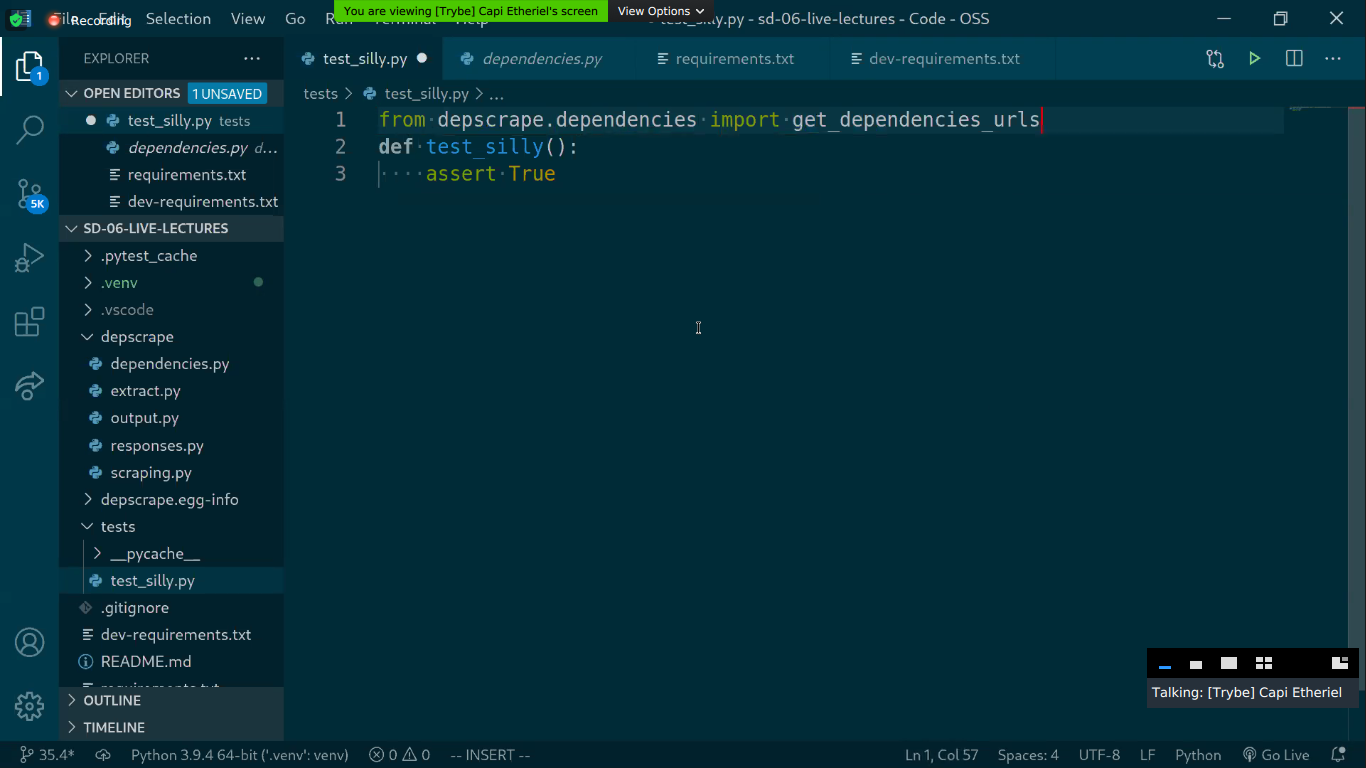 Recording
Edit Selection View Go Help
You are viewing [Trybe] Capi Etheriel's screen
View Options
test_silly.py - sd-06-live-lectures - Code - OSS
EXPLORER
test_silly.py
dependencies.py
requirements.txt
dev-requirements.txt
OPEN EDITORS 1 UNSAVED
test_silly.py tests
dependencies.py d...
requirements.txt
dev-requirements.txt
SD-06-LIVE-LECTURES
.pytest_cache
.venv
.vscode
depscrape
dependencies.py
extract.py
output.py
responses.py
scraping.py
depscrape.egg-info
tests
__pycache__
test_silly.py
.gitignore
dev-requirements.txt
README.md
requirements.txt
OUTLINE
TIMELINE
1
5K
tests > test_silly.py > ...
1 from depscrape.dependencies import get_dependencies_urls
2 def test_silly():
3 assert True
Talking: [Trybe] Capi Etheriel
35.4* Python 3.9.4 64-bit ('.venv': venv) 0 0 -- INSERT -- Ln 1, Col 57 Spaces: 4 UTF-8 LF Python Go Live